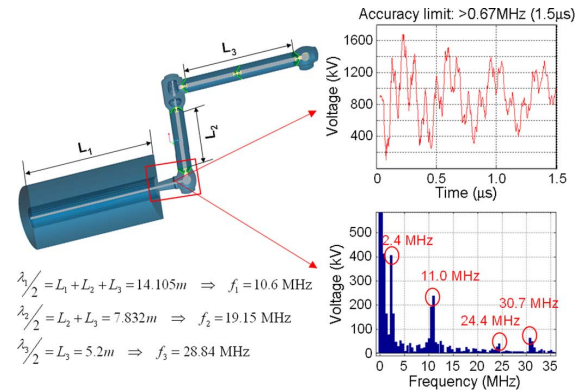 Accuracy limit: >0.67MHz (1.5µs)
L₃
L₂
L₁
Voltage (kV)
1600
1200
800
400
0
0.5
1.0
1.5
Time (µs)
λ₁/2 = L₁ + L₂ + L₃ = 14.105m ⇒ f₁ = 10.6 MHz
λ₂/2 = L₂ + L₃ = 7.832m ⇒ f₂ = 19.15 MHz
λ₃/2 = L₃ = 5.2m ⇒ f₃ = 28.84 MHz
Voltage (kV)
500
400
300
200
100
0
2.4 MHz
11.0 MHz
24.4 MHz
30.7 MHz
0 5 10 15 20 25 30 35
Frequency (MHz)